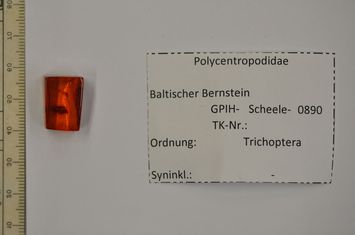 Polycentropodidae
Baltischer Bernstein
GPIH- Scheele- 0890
TK-Nr.:
Ordnung: Trichoptera
Syninkl.: -